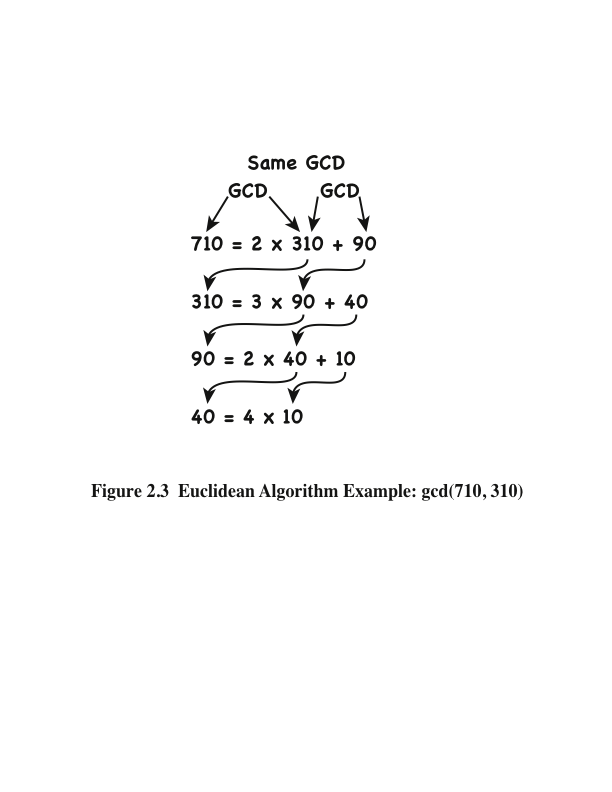 Same GCD
GCD GCD
710 = 2 x 310 + 90
310 = 3 x 90 + 40
90 = 2 x 40 + 10
40 = 4 x 10
Figure 2.3 Euclidean Algorithm Example: gcd(710, 310)